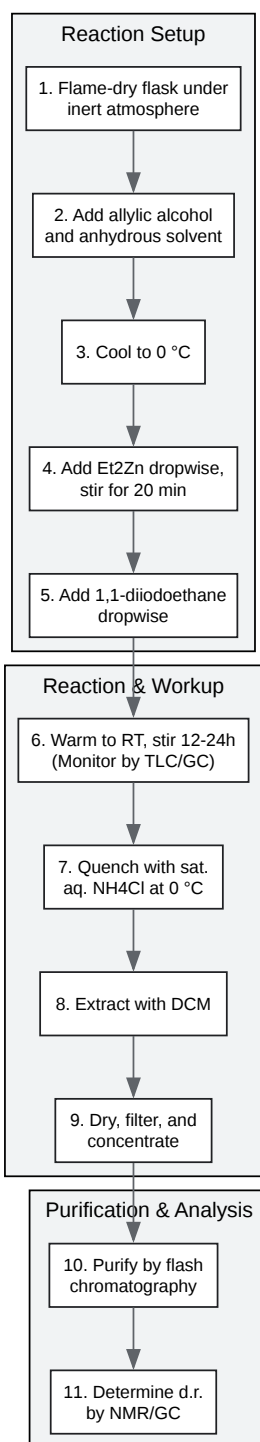 Reaction Setup
1. Flame-dry flask under
inert atmosphere
2. Add allylic alcohol
and anhydrous solvent
3. Cool to 0 °C
4. Add Et2Zn dropwise,
stir for 20 min
5. Add 1,1-diiodoethane
dropwise
Reaction & Workup
6. Warm to RT, stir 12-24h
(Monitor by TLC/GC)
7. Quench with sat.
aq. NH4Cl at 0 °C
8. Extract with DCM
9. Dry, filter, and
concentrate
Purification & Analysis
10. Purify by flash
chromatography
11. Determine d.r.
by NMR/GC